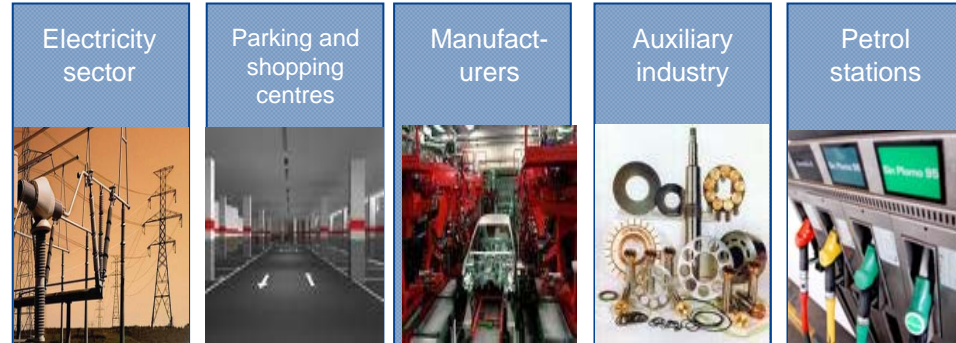 Electricity
sector
Parking and
shopping
centres
Manufact-
urers
Auxiliary
industry
Petrol
stations
Sin Plomo 95